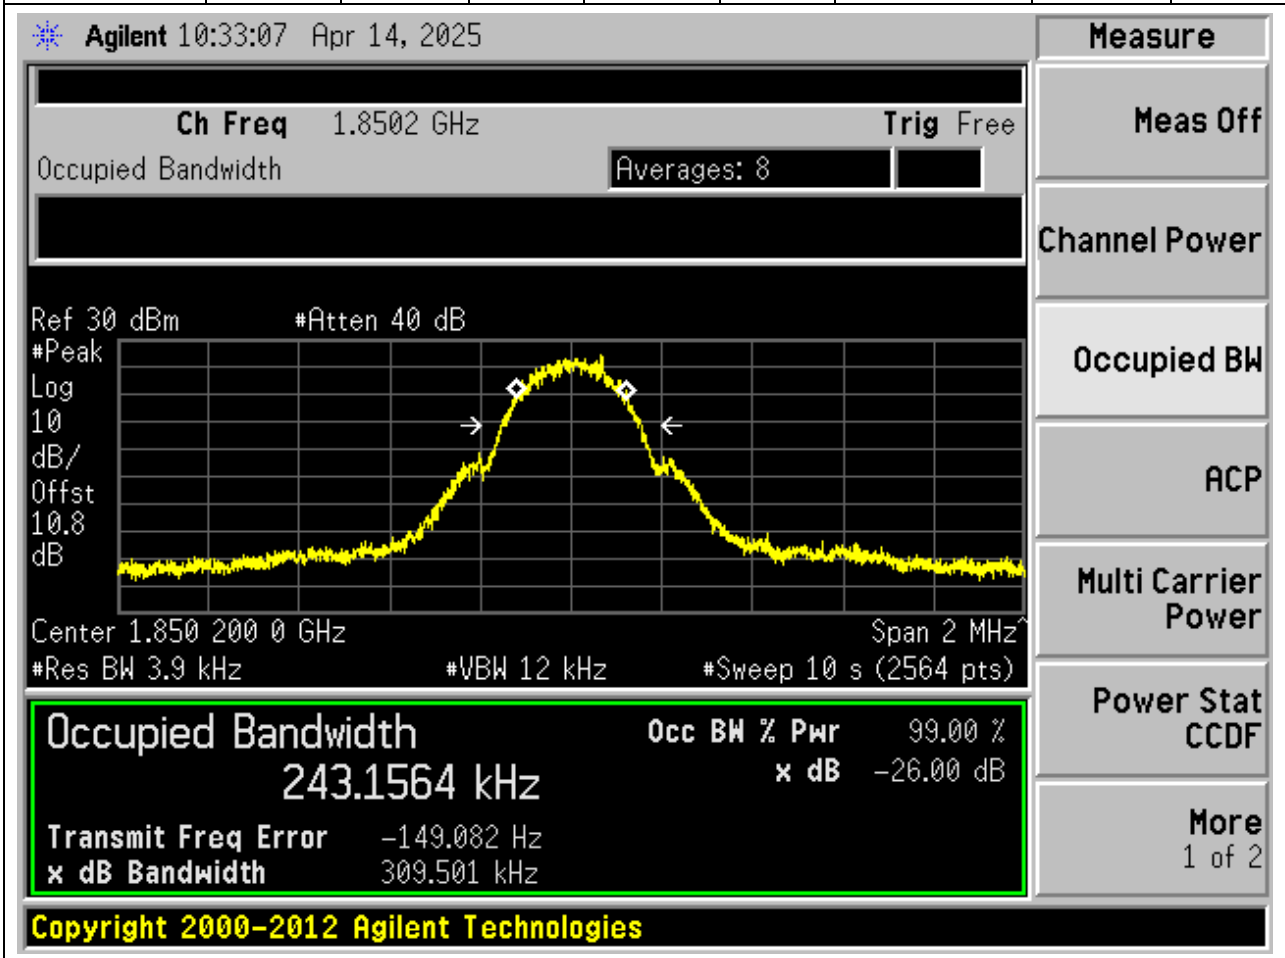 Agilent 10:33:07 Apr 14, 2025
Measure
Ch Freq 1.8502 GHz
Trig Free
Occupied Bandwidth
Averages: 8
Ref 30 dBm #Atten 40 dB
#Peak
Log
10
dB/
Offst
10.8
dB
Center 1.850 200 0 GHz
Span 2 MHz^
#Res BW 3.9 kHz
#VBW 12 kHz
#Sweep 10 s (2564 pts)
Occupied Bandwidth
243.1564 kHz
Occ BW % Pwr 99.00 %
x dB -26.00 dB
Transmit Freq Error -149.082 Hz
x dB Bandwidth 309.501 kHz
Meas Off
Channel Power
Occupied BW
ACP
Multi Carrier
Power
Power Stat
CCDF
More
1 of 2
Copyright 2000-2012 Agilent Technologies